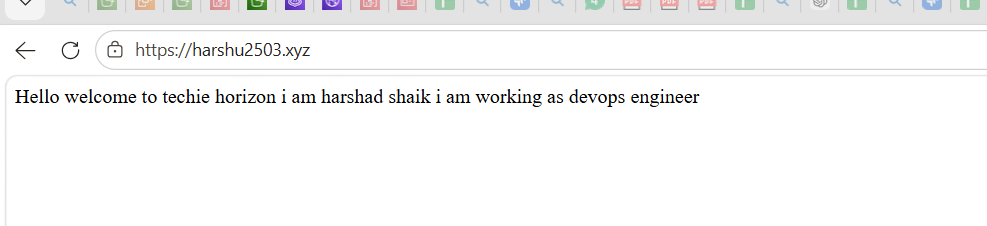 https://harshu2503.xyz
Hello welcome to techie horizon i am harshad shaik i am working as devops engineer